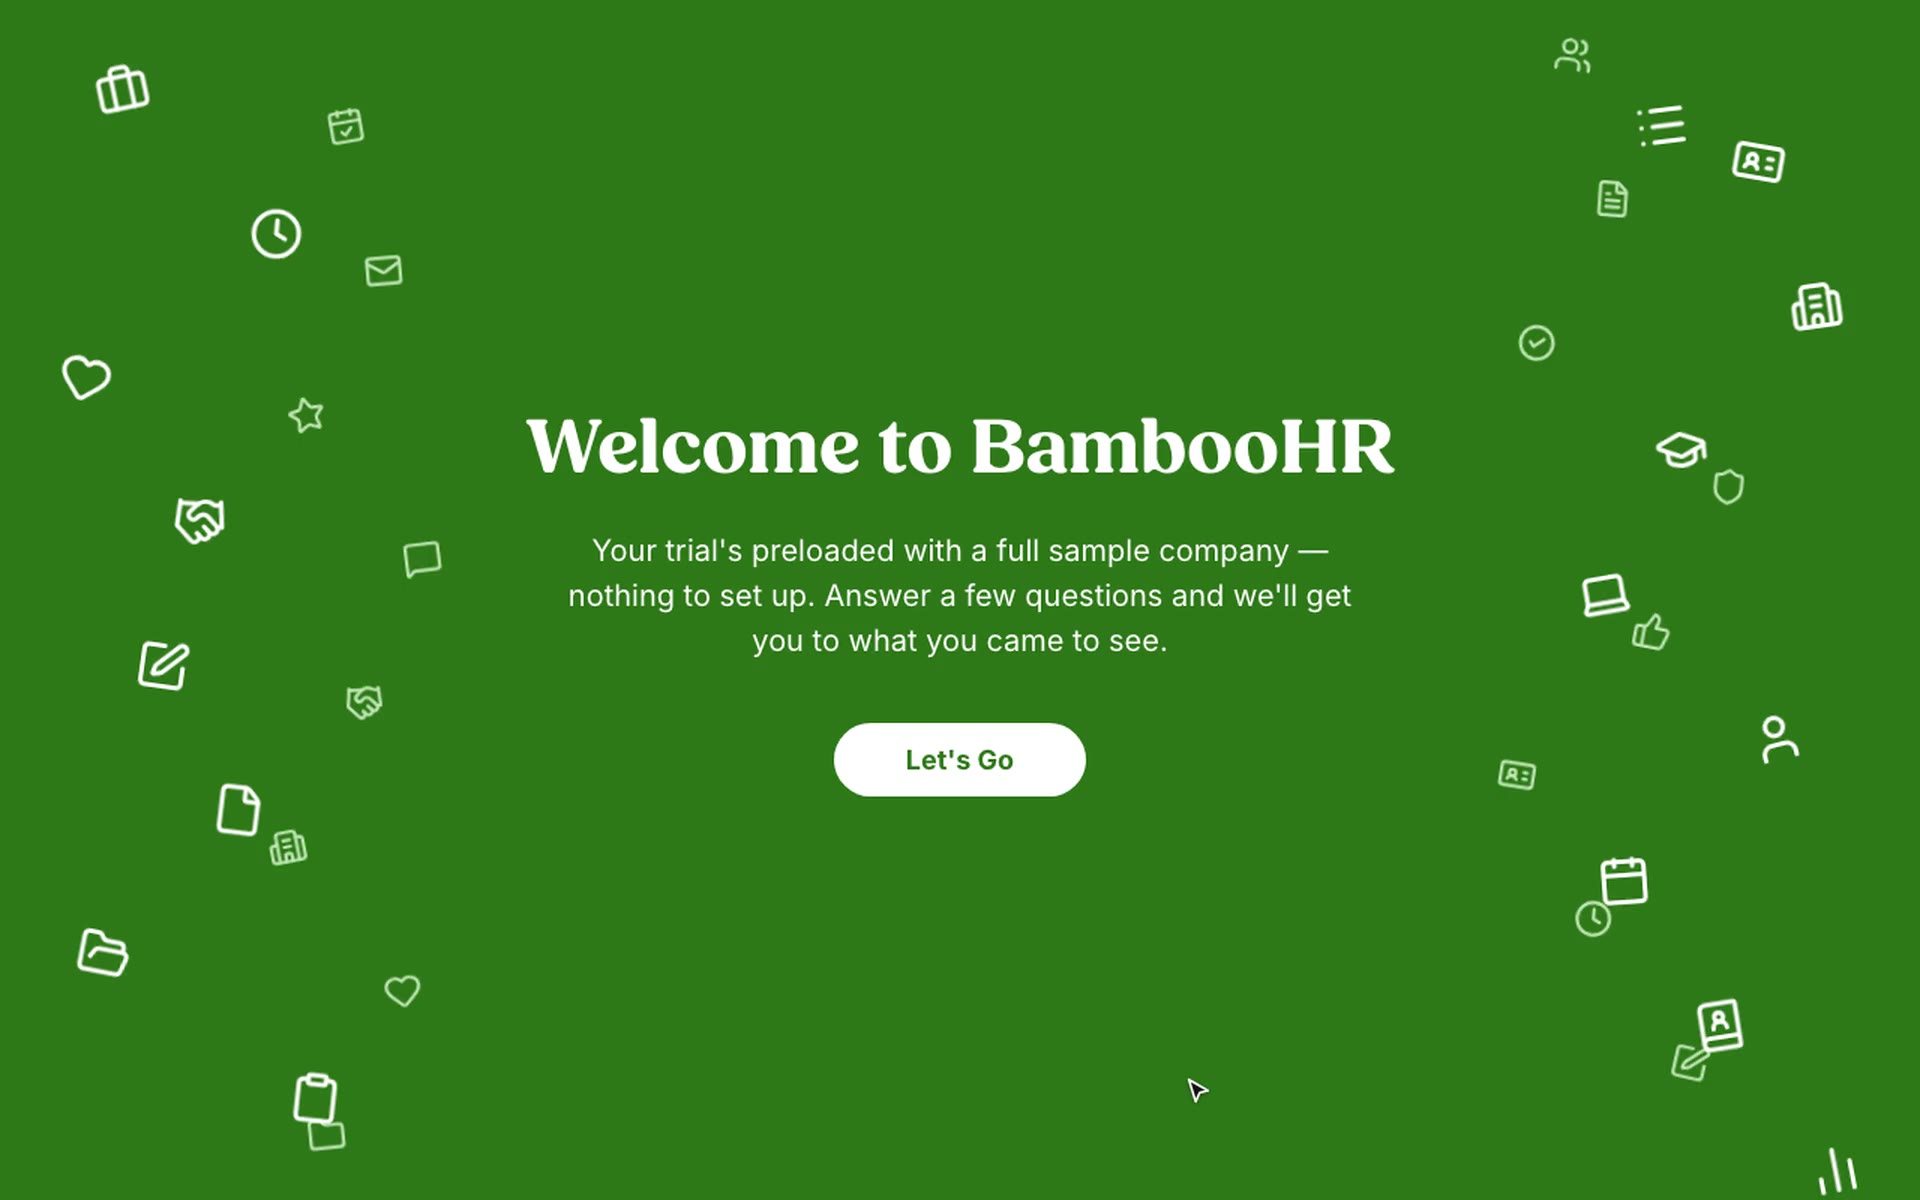 Welcome to BambooHR
Your trial's preloaded with a full sample company —
nothing to set up. Answer a few questions and we'll get
you to what you came to see.
Let's Go